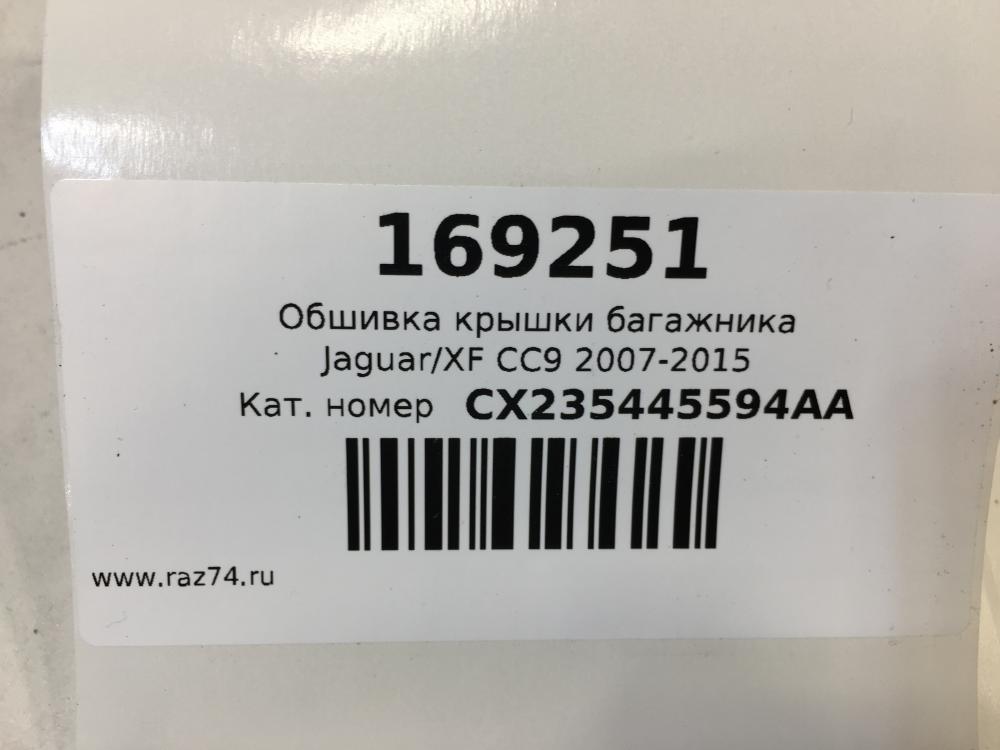 169251
Обшивка крышки багажника
Jaguar/XF CC9 2007-2015
Кат. номер CX235445594AA
www.raz74.ru